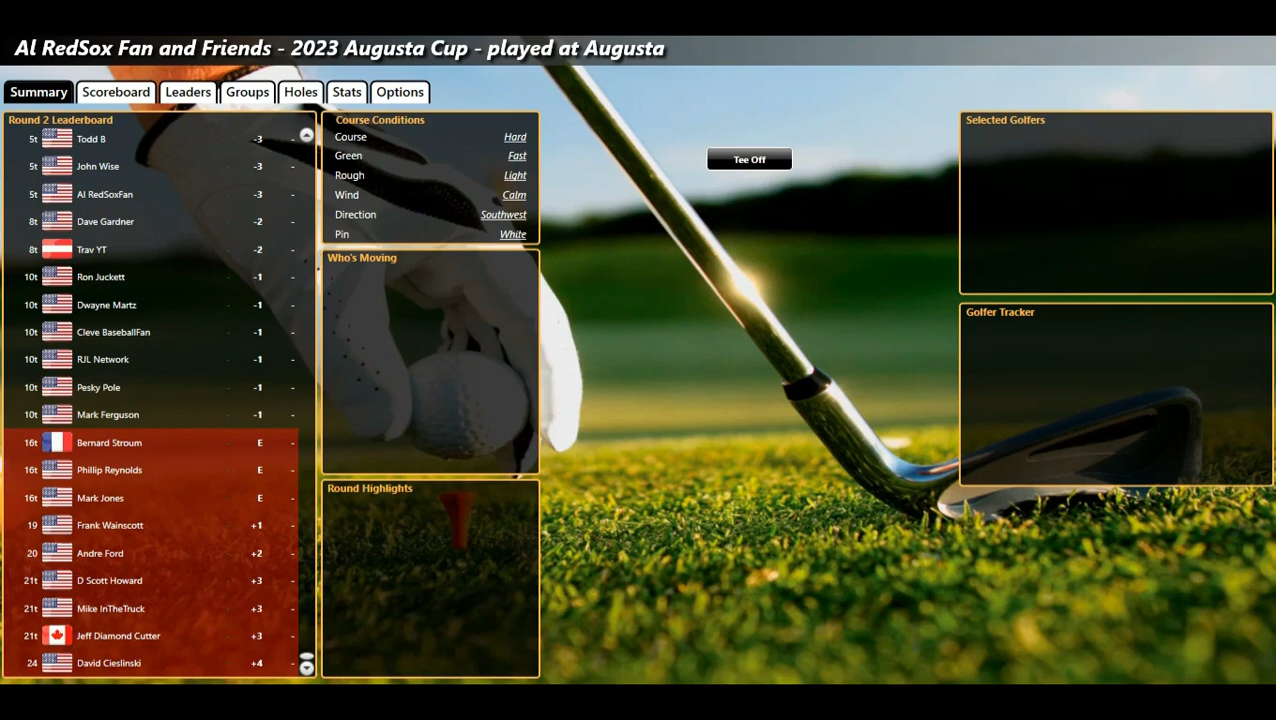 Al RedSox Fan and Friends - 2023 Augusta Cup - played at Augusta
Summary Scoreboard Leaders Groups Holes Stats Options
Round 2 Leaderboard
5t Todd B -3 -
5t John Wise -3 -
5t Al RedSoxFan -3 -
8t Dave Gardner -2 -
8t Trav YT -2 -
10t Ron Juckett -1 -
10t Dwayne Martz -1 -
10t Cleve BaseballFan -1 -
10t RJL Network -1 -
10t Pesky Pole -1 -
10t Mark Ferguson -1 -
16t Bernard Stroum E -
16t Phillip Reynolds E -
16t Mark Jones E -
19 Frank Wainscott +1 -
20 Andre Ford +2 -
21t D Scott Howard +3 -
21t Mike InTheTruck +3 -
21t Jeff Diamond Cutter +3 -
24 David Cieslinski +4 -
Course Conditions
Course Hard
Green Fast
Rough Light
Wind Calm
Direction Southwest
Pin White
Who's Moving
Round Highlights
Tee Off
Selected Golfers
Golfer Tracker